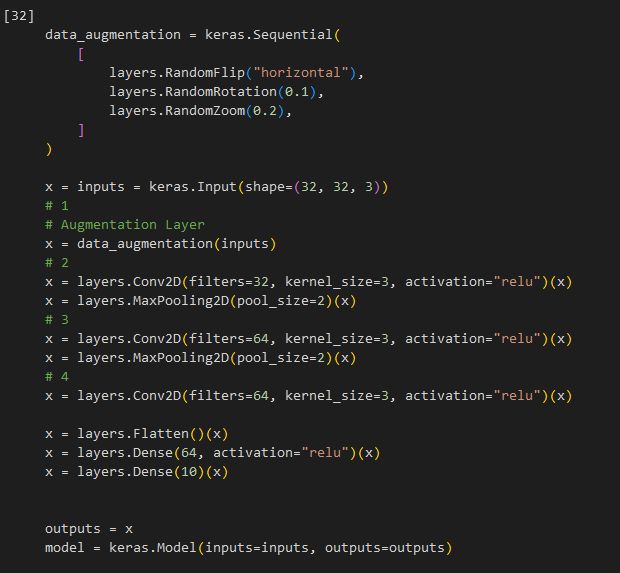 [32]
data_augmentation = keras.Sequential(
    [
        layers.RandomFlip("horizontal"),
        layers.RandomRotation(0.1),
        layers.RandomZoom(0.2),
    ]
)

x = inputs = keras.Input(shape=(32, 32, 3))
# 1
# Augmentation Layer
x = data_augmentation(inputs)
# 2
x = layers.Conv2D(filters=32, kernel_size=3, activation="relu")(x)
x = layers.MaxPooling2D(pool_size=2)(x)
# 3
x = layers.Conv2D(filters=64, kernel_size=3, activation="relu")(x)
x = layers.MaxPooling2D(pool_size=2)(x)
# 4
x = layers.Conv2D(filters=64, kernel_size=3, activation="relu")(x)

x = layers.Flatten()(x)
x = layers.Dense(64, activation="relu")(x)
x = layers.Dense(10)(x)


outputs = x
model = keras.Model(inputs=inputs, outputs=outputs)